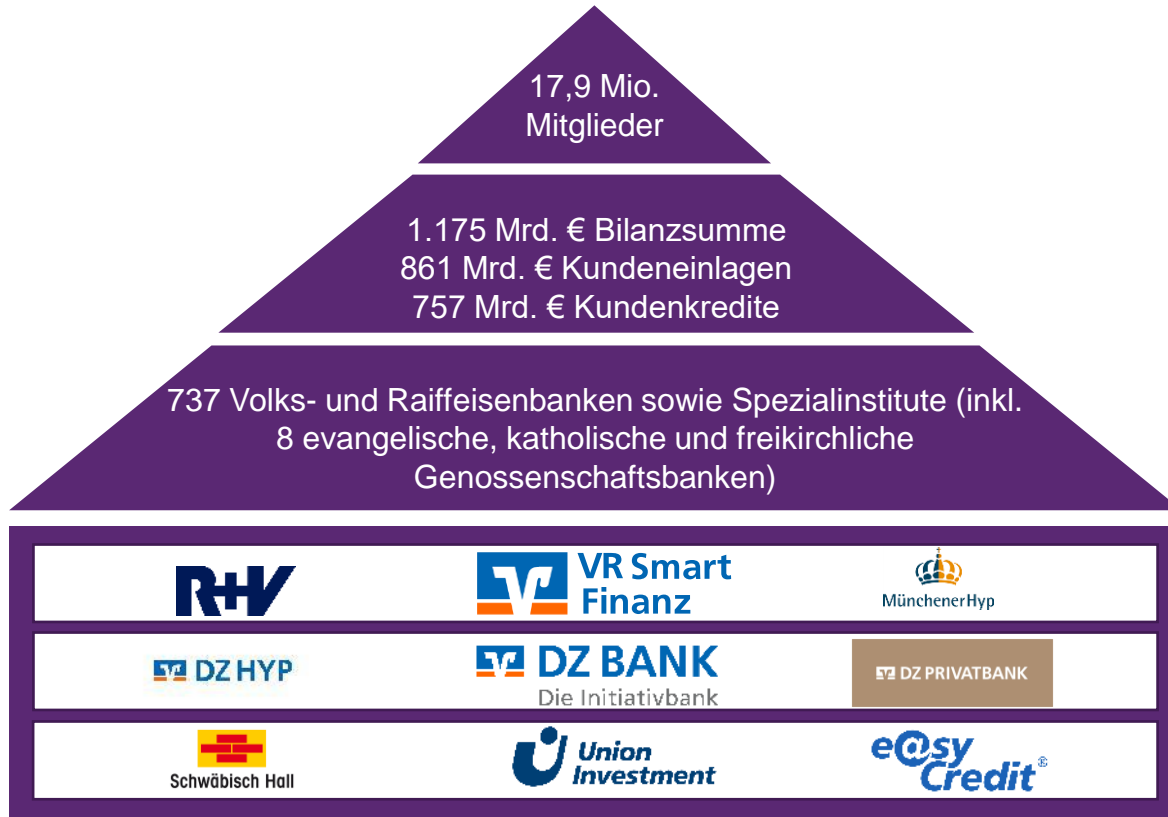 17,9 Mio.
Mitglieder
1.175 Mrd. € Bilanzsumme
861 Mrd. € Kundeneinlagen
757 Mrd. € Kundenkredite
737 Volks- und Raiffeisenbanken sowie Spezialinstitute (inkl.
8 evangelische, katholische und freikirchliche
Genossenschaftsbanken)
R+V
VR Smart
Finanz
MünchenerHyp
DZ HYP
DZ BANK
Die Initiativbank
DZ PRIVATBANK
Schwäbisch Hall
Union
Investment
e@sy
Credit®